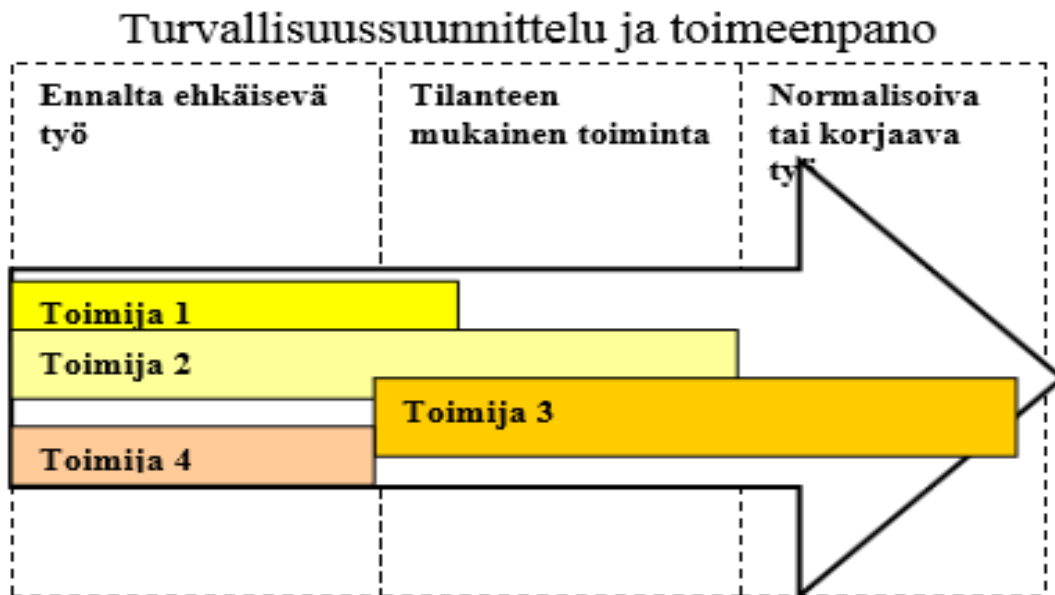 Turvallisuussuunnittelu ja toimeenpano
Ennalta ehkäisevä
työ
Tilanteen
mukainen toiminta
Normalisoiva
tai korjaava
työ
Toimija 1
Toimija 2
Toimija 3
Toimija 4